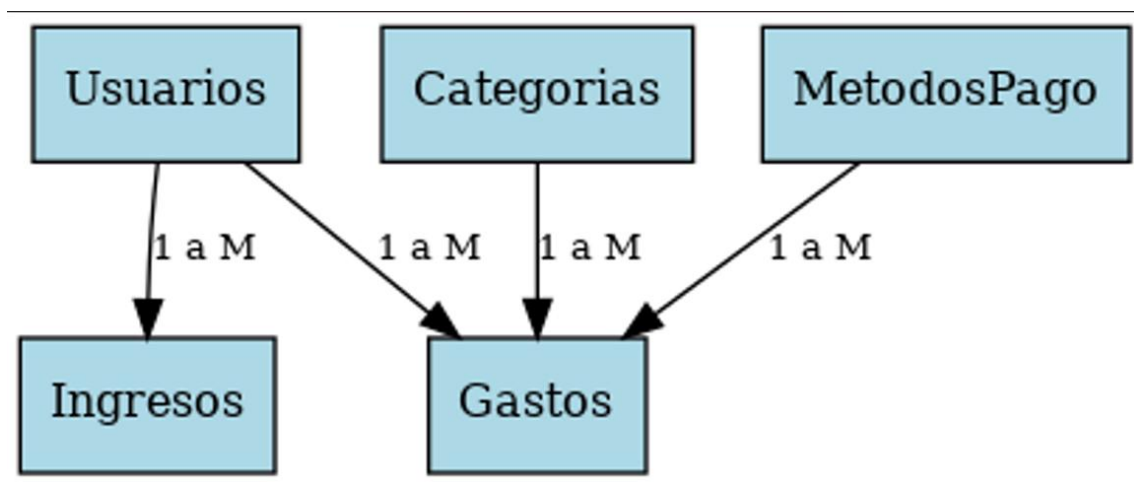 Usuarios
Categorias
MetodosPago
1 a M
1 a M
1 a M
1 a M
Ingresos
Gastos